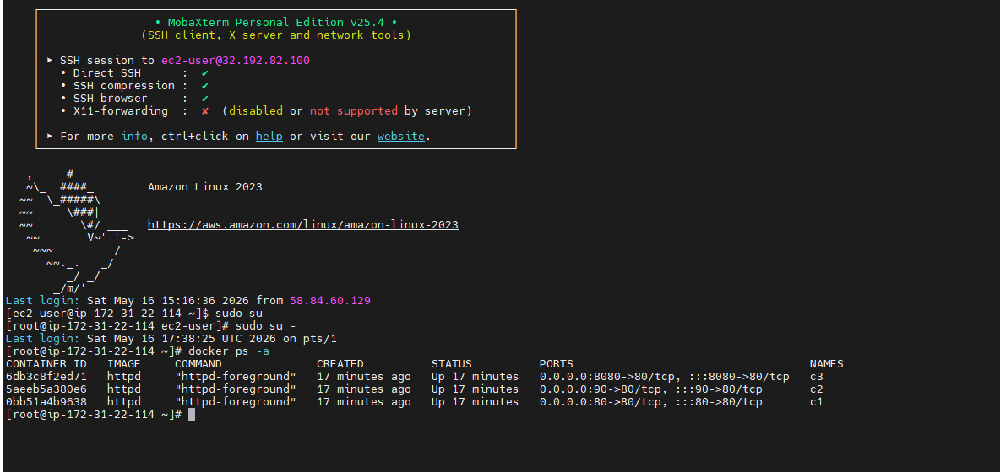 • MobaXterm Personal Edition v25.4 •
(SSH client, X server and network tools)
➤ SSH session to ec2-user@32.192.82.100
• Direct SSH      :  ✔
• SSH compression :  ✔
• SSH-browser     :  ✔
• X11-forwarding  :  ✘  (disabled or not supported by server)
➤ For more info, ctrl+click on help or visit our website.
   ,     #_
   ~\_  ####_        Amazon Linux 2023
  ~~  \_#####\
  ~~     \###|
  ~~       \#/ ___   https://aws.amazon.com/linux/amazon-linux-2023
   ~~       V~' '->
    ~~~         /
      ~~._.   _/
         _/ _/
       _/m/'
Last login: Sat May 16 15:16:36 2026 from 58.84.60.129
[ec2-user@ip-172-31-22-114 ~]$ sudo su
[root@ip-172-31-22-114 ec2-user]# sudo su -
Last login: Sat May 16 17:38:25 UTC 2026 on pts/1
[root@ip-172-31-22-114 ~]# docker ps -a
CONTAINER ID   IMAGE     COMMAND              CREATED          STATUS          PORTS                                   NAMES
6db3c8f2ed71   httpd     "httpd-foreground"   17 minutes ago   Up 17 minutes   0.0.0.0:8080->80/tcp, :::8080->80/tcp   c3
5aeeb5a380e6   httpd     "httpd-foreground"   17 minutes ago   Up 17 minutes   0.0.0.0:90->80/tcp, :::90->80/tcp       c2
0bb51a4b9638   httpd     "httpd-foreground"   17 minutes ago   Up 17 minutes   0.0.0.0:80->80/tcp, :::80->80/tcp       c1
[root@ip-172-31-22-114 ~]#